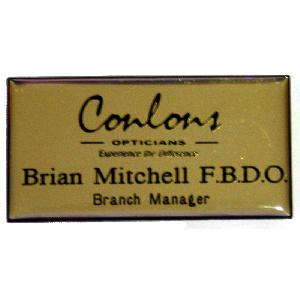 Conlons
OPTICIANS
Experience the Difference
Brian Mitchell F.B.D.O.
Branch Manager